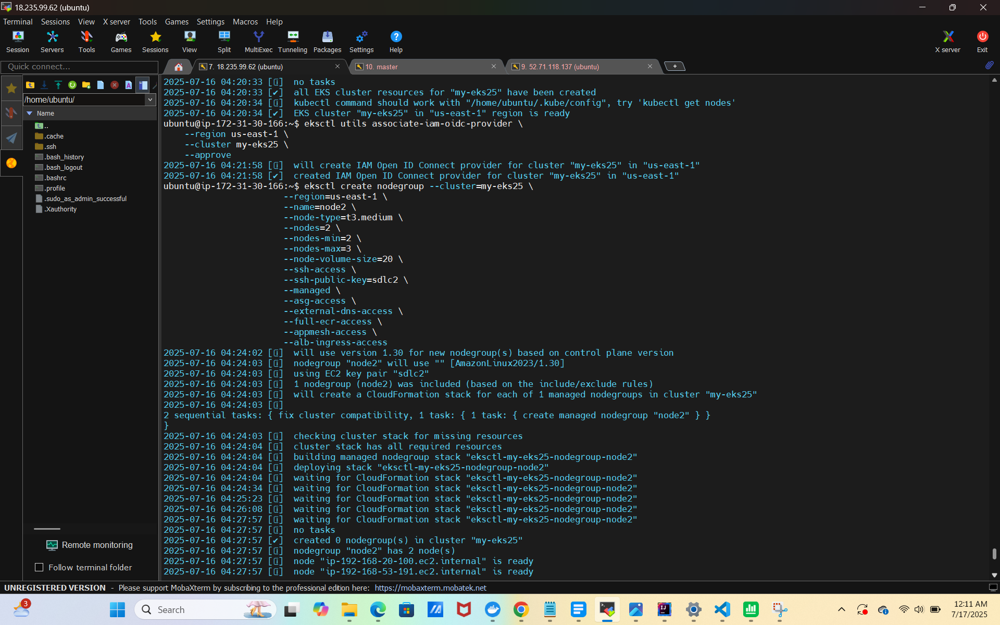 18.235.99.62 (ubuntu)
Terminal Sessions View X server Tools Games Settings Macros Help
Session Servers Tools Games Sessions View Split MultiExec Tunneling Packages Settings Help X server Exit
Quick connect...
7. 18.235.99.62 (ubuntu) 10. master 9. 52.71.118.137 (ubuntu)
/home/ubuntu/
Name
..
.cache
.ssh
.bash_history
.bash_logout
.bashrc
.profile
.sudo_as_admin_successful
.Xauthority
Remote monitoring
Follow terminal folder
2025-07-16 04:20:33 [ℹ]  no tasks
2025-07-16 04:20:33 [✔]  all EKS cluster resources for "my-eks25" have been created
2025-07-16 04:20:34 [ℹ]  kubectl command should work with "/home/ubuntu/.kube/config", try 'kubectl get nodes'
2025-07-16 04:20:34 [✔]  EKS cluster "my-eks25" in "us-east-1" region is ready
ubuntu@ip-172-31-30-166:~$ eksctl utils associate-iam-oidc-provider \
--region us-east-1 \
--cluster my-eks25 \
--approve
2025-07-16 04:21:58 [ℹ]  will create IAM Open ID Connect provider for cluster "my-eks25" in "us-east-1"
2025-07-16 04:21:58 [✔]  created IAM Open ID Connect provider for cluster "my-eks25" in "us-east-1"
ubuntu@ip-172-31-30-166:~$ eksctl create nodegroup --cluster=my-eks25 \
--region=us-east-1 \
--name=node2 \
--node-type=t3.medium \
--nodes=2 \
--nodes-min=2 \
--nodes-max=3 \
--node-volume-size=20 \
--ssh-access \
--ssh-public-key=sdlc2 \
--managed \
--asg-access \
--external-dns-access \
--full-ecr-access \
--appmesh-access \
--alb-ingress-access
2025-07-16 04:24:02 [ℹ]  will use version 1.30 for new nodegroup(s) based on control plane version
2025-07-16 04:24:03 [ℹ]  nodegroup "node2" will use "" [AmazonLinux2023/1.30]
2025-07-16 04:24:03 [ℹ]  using EC2 key pair "sdlc2"
2025-07-16 04:24:03 [ℹ]  1 nodegroup (node2) was included (based on the include/exclude rules)
2025-07-16 04:24:03 [ℹ]  will create a CloudFormation stack for each of 1 managed nodegroups in cluster "my-eks25"
2025-07-16 04:24:03 [ℹ]
2 sequential tasks: { fix cluster compatibility, 1 task: { 1 task: { create managed nodegroup "node2" } }
}
2025-07-16 04:24:03 [ℹ]  checking cluster stack for missing resources
2025-07-16 04:24:04 [ℹ]  cluster stack has all required resources
2025-07-16 04:24:04 [ℹ]  building managed nodegroup stack "eksctl-my-eks25-nodegroup-node2"
2025-07-16 04:24:04 [ℹ]  deploying stack "eksctl-my-eks25-nodegroup-node2"
2025-07-16 04:24:04 [ℹ]  waiting for CloudFormation stack "eksctl-my-eks25-nodegroup-node2"
2025-07-16 04:24:34 [ℹ]  waiting for CloudFormation stack "eksctl-my-eks25-nodegroup-node2"
2025-07-16 04:25:23 [ℹ]  waiting for CloudFormation stack "eksctl-my-eks25-nodegroup-node2"
2025-07-16 04:26:08 [ℹ]  waiting for CloudFormation stack "eksctl-my-eks25-nodegroup-node2"
2025-07-16 04:27:57 [ℹ]  waiting for CloudFormation stack "eksctl-my-eks25-nodegroup-node2"
2025-07-16 04:27:57 [ℹ]  no tasks
2025-07-16 04:27:57 [✔]  created 0 nodegroup(s) in cluster "my-eks25"
2025-07-16 04:27:57 [ℹ]  nodegroup "node2" has 2 node(s)
2025-07-16 04:27:57 [ℹ]  node "ip-192-168-20-100.ec2.internal" is ready
2025-07-16 04:27:57 [ℹ]  node "ip-192-168-53-191.ec2.internal" is ready
UNREGISTERED VERSION - Please support MobaXterm by subscribing to the professional edition here: https://mobaxterm.mobatek.net
3
Search
12:11 AM
7/17/2025